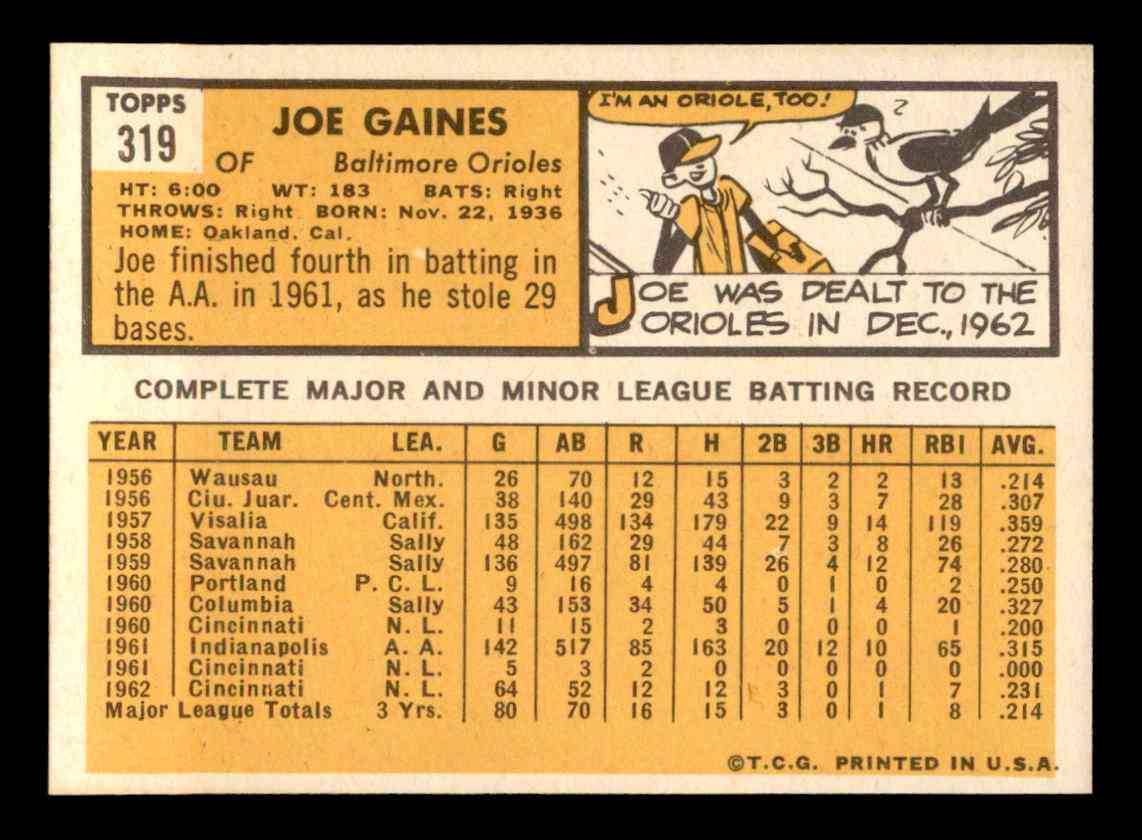 TOPPS
319
JOE GAINES
OF Baltimore Orioles
HT: 6:00 WT: 183 BATS: Right
THROWS: Right BORN: Nov. 22, 1936
HOME: Oakland, Cal.
Joe finished fourth in batting in
the A.A. in 1961, as he stole 29
bases.
I'M AN ORIOLE, TOO!
?
JOE WAS DEALT TO THE
ORIOLES IN DEC., 1962
COMPLETE MAJOR AND MINOR LEAGUE BATTING RECORD
YEAR TEAM LEA. G AB R H 2B 3B HR RBI AVG.
1956 Wausau North. 26 70 12 15 3 2 2 13 .214
1956 Ciu. Juar. Cent. Mex. 38 140 29 43 9 3 7 28 .307
1957 Visalia Calif. 135 498 134 179 22 9 14 119 .359
1958 Savannah Sally 48 162 29 44 7 3 8 26 .272
1959 Savannah Sally 136 497 81 139 26 4 12 74 .280
1960 Portland P. C. L. 9 16 4 4 0 1 0 2 .250
1960 Columbia Sally 43 153 34 50 5 1 4 20 .327
1960 Cincinnati N. L. 11 15 2 3 0 0 0 1 .200
1961 Indianapolis A. A. 142 517 85 163 20 12 10 65 .315
1961 Cincinnati N. L. 5 3 2 0 0 0 0 0 .000
1962 Cincinnati N. L. 64 52 12 12 3 0 1 7 .231
Major League Totals 3 Yrs. 80 70 16 15 3 0 1 8 .214
©T.C.G. PRINTED IN U.S.A.